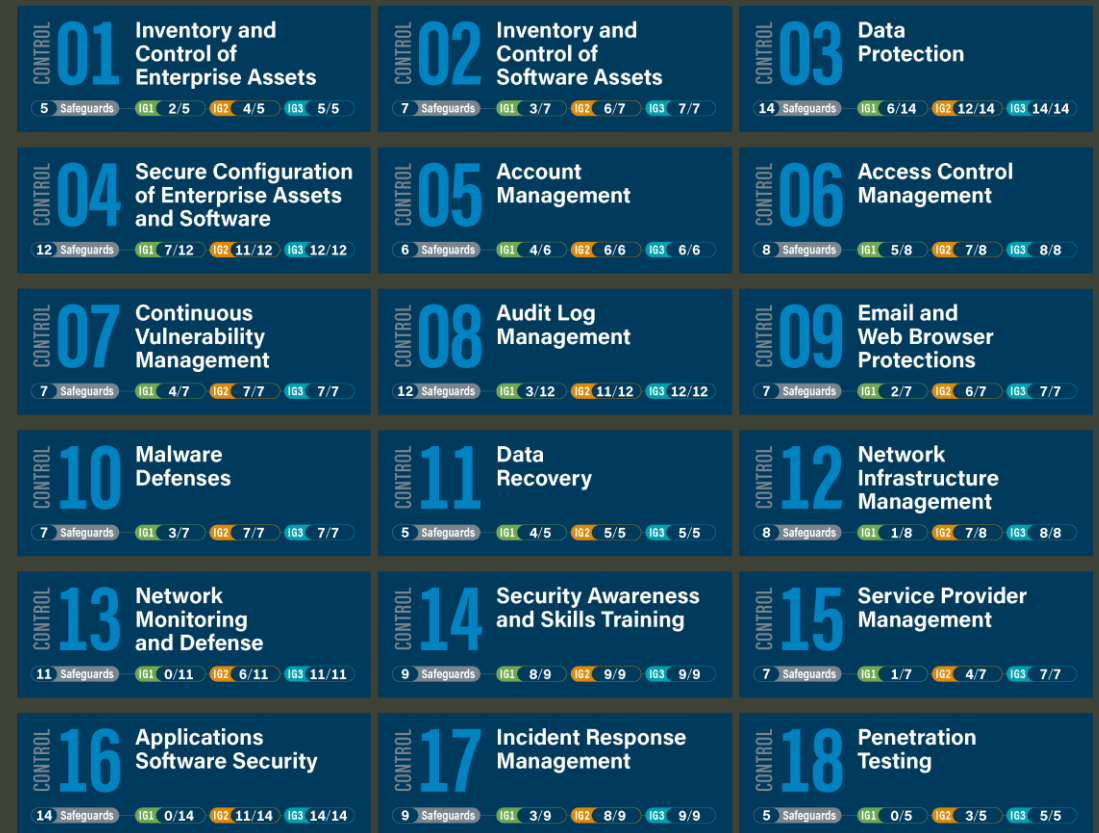 CONTROL 01 Inventory and
Control of
Enterprise Assets
5 Safeguards IG1 2/5 IG2 4/5 IG3 5/5
CONTROL 02 Inventory and
Control of
Software Assets
7 Safeguards IG1 3/7 IG2 6/7 IG3 7/7
CONTROL 03 Data
Protection
14 Safeguards IG1 6/14 IG2 12/14 IG3 14/14
CONTROL 04 Secure Configuration
of Enterprise Assets
and Software
12 Safeguards IG1 7/12 IG2 11/12 IG3 12/12
CONTROL 05 Account
Management
6 Safeguards IG1 4/6 IG2 6/6 IG3 6/6
CONTROL 06 Access Control
Management
8 Safeguards IG1 5/8 IG2 7/8 IG3 8/8
CONTROL 07 Continuous
Vulnerability
Management
7 Safeguards IG1 4/7 IG2 7/7 IG3 7/7
CONTROL 08 Audit Log
Management
12 Safeguards IG1 3/12 IG2 11/12 IG3 12/12
CONTROL 09 Email and
Web Browser
Protections
7 Safeguards IG1 2/7 IG2 6/7 IG3 7/7
CONTROL 10 Malware
Defenses
7 Safeguards IG1 3/7 IG2 7/7 IG3 7/7
CONTROL 11 Data
Recovery
5 Safeguards IG1 4/5 IG2 5/5 IG3 5/5
CONTROL 12 Network
Infrastructure
Management
8 Safeguards IG1 1/8 IG2 7/8 IG3 8/8
CONTROL 13 Network
Monitoring
and Defense
11 Safeguards IG1 0/11 IG2 6/11 IG3 11/11
CONTROL 14 Security Awareness
and Skills Training
9 Safeguards IG1 8/9 IG2 9/9 IG3 9/9
CONTROL 15 Service Provider
Management
7 Safeguards IG1 1/7 IG2 4/7 IG3 7/7
CONTROL 16 Applications
Software Security
14 Safeguards IG1 0/14 IG2 11/14 IG3 14/14
CONTROL 17 Incident Response
Management
9 Safeguards IG1 3/9 IG2 8/9 IG3 9/9
CONTROL 18 Penetration
Testing
5 Safeguards IG1 0/5 IG2 3/5 IG3 5/5